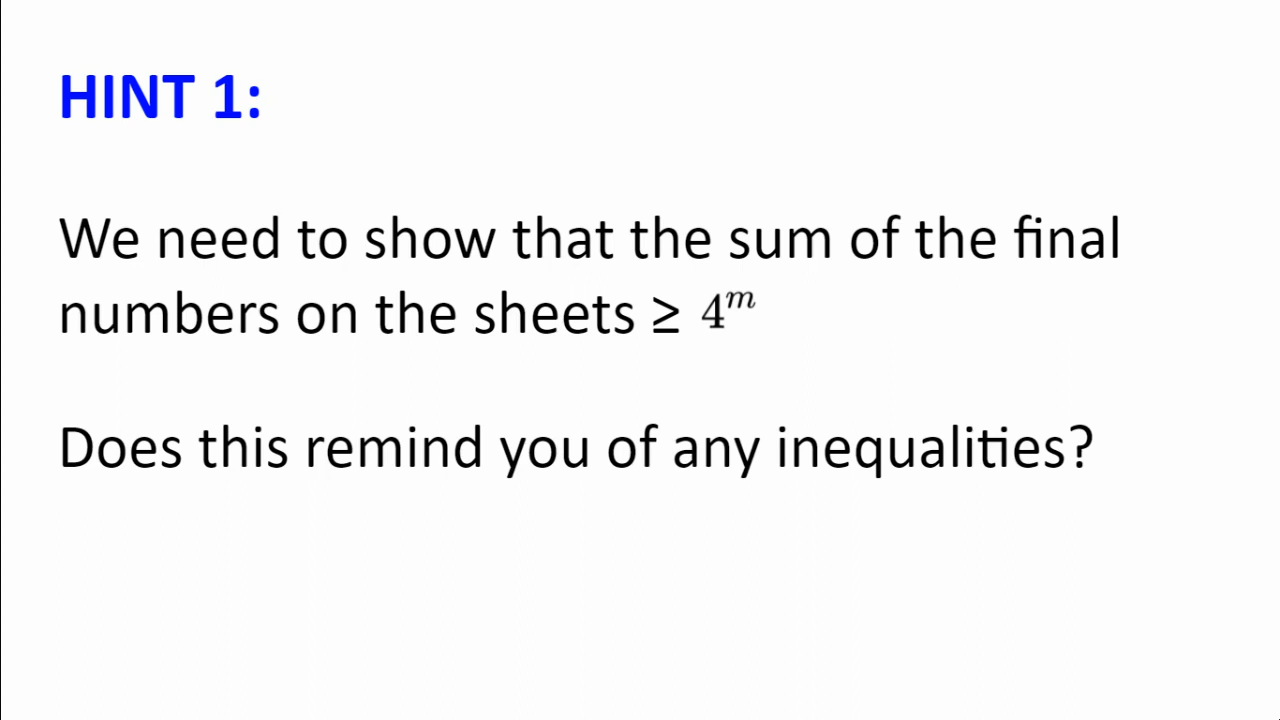 HINT 1:
We need to show that the sum of the final
numbers on the sheets ≥ 4^m
Does this remind you of any inequalities?